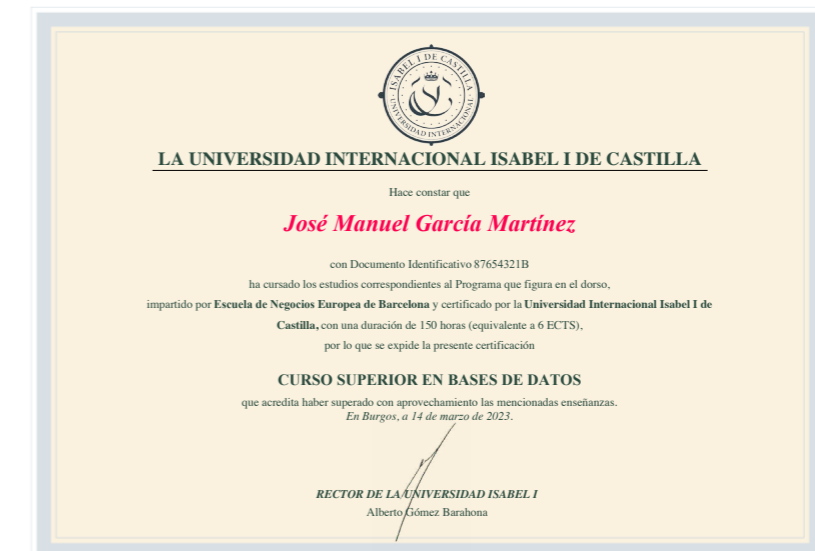 ISABEL I DE CASTILLA
UNIVERSIDAD INTERNACIONAL
LA UNIVERSIDAD INTERNACIONAL ISABEL I DE CASTILLA
Hace constar que
José Manuel García Martínez
con Documento Identificativo 87654321B
ha cursado los estudios correspondientes al Programa que figura en el dorso,
impartido por Escuela de Negocios Europea de Barcelona y certificado por la Universidad Internacional Isabel I de
Castilla, con una duración de 150 horas (equivalente a 6 ECTS),
por lo que se expide la presente certificación
CURSO SUPERIOR EN BASES DE DATOS
que acredita haber superado con aprovechamiento las mencionadas enseñanzas.
En Burgos, a 14 de marzo de 2023.
RECTOR DE LA UNIVERSIDAD ISABEL I
Alberto Gómez Barahona